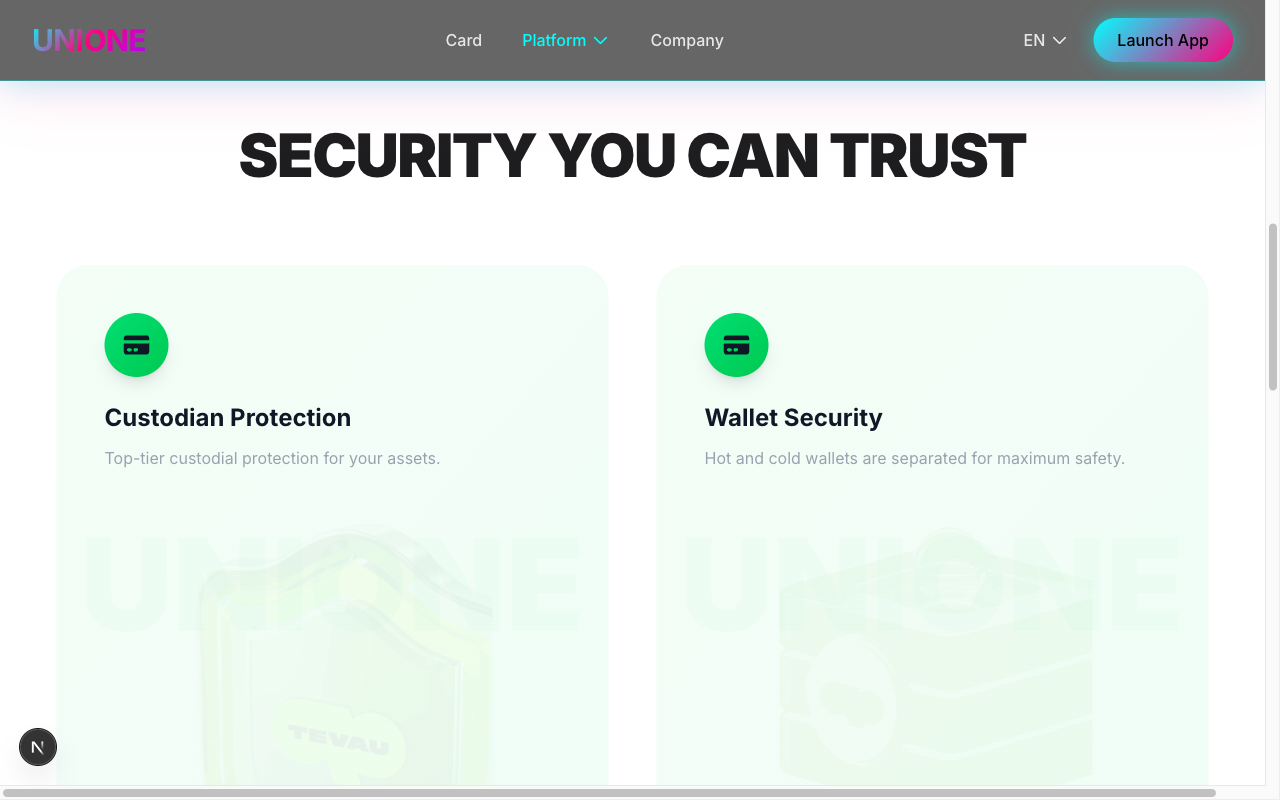 UNIONE
Card
Platform
Company
EN
Launch App
SECURITY YOU CAN TRUST
Custodian Protection
Top-tier custodial protection for your assets.
UNIONE
TEVAU
Wallet Security
Hot and cold wallets are separated for maximum safety.
UNIONE
N